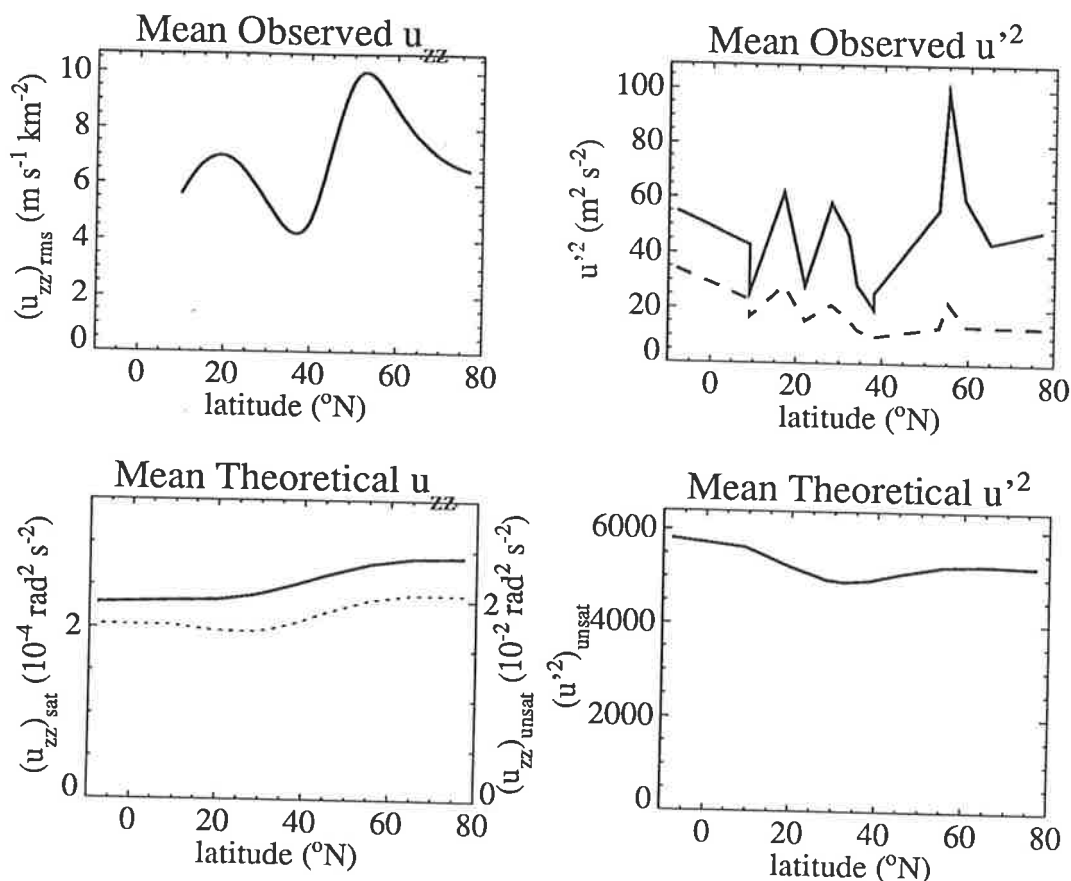 Mean Observed u_zz
(u_zz)_rms (m s^-1 km^-2)
10
8
6
4
2
0
0 20 40 60 80
latitude (°N)
Mean Observed u'^2
u'^2 (m^2 s^-2)
100
80
60
40
20
0
0 20 40 60 80
latitude (°N)
Mean Theoretical u_zz
(u_zz)_sat (10^-4 rad^2 s^-2)
2
0
2
0
(u_zz)_unsat (10^-2 rad^2 s^-2)
0 20 40 60 80
latitude (°N)
Mean Theoretical u'^2
(u'^2)_unsat
6000
4000
2000
0
0 20 40 60 80
latitude (°N)